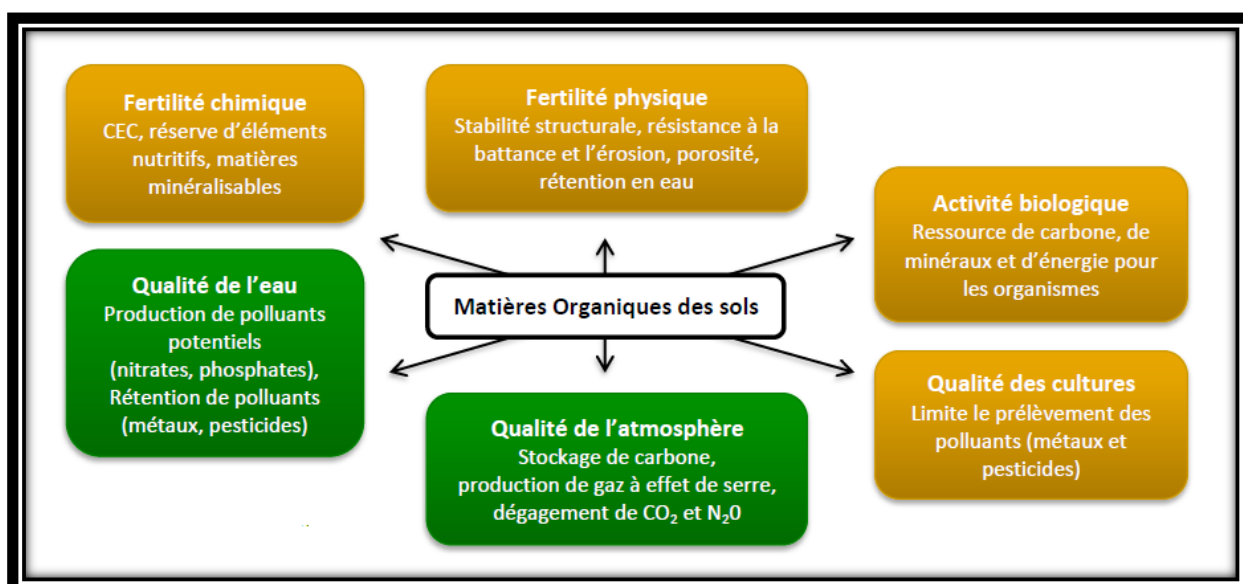 Fertilité chimique
CEC, réserve d'éléments
nutritifs, matières
minéralisables
Fertilité physique
Stabilité structurale, résistance à la
battance et l'érosion, porosité,
rétention en eau
Activité biologique
Ressource de carbone, de
minéraux et d'énergie pour
les organismes
Qualité de l'eau
Production de polluants
potentiels
(nitrates, phosphates),
Rétention de polluants
(métaux, pesticides)
Matières Organiques des sols
Qualité de l'atmosphère
Stockage de carbone,
production de gaz à effet de serre,
dégagement de CO₂ et N₂0
Qualité des cultures
Limite le prélèvement des
polluants (métaux et
pesticides)